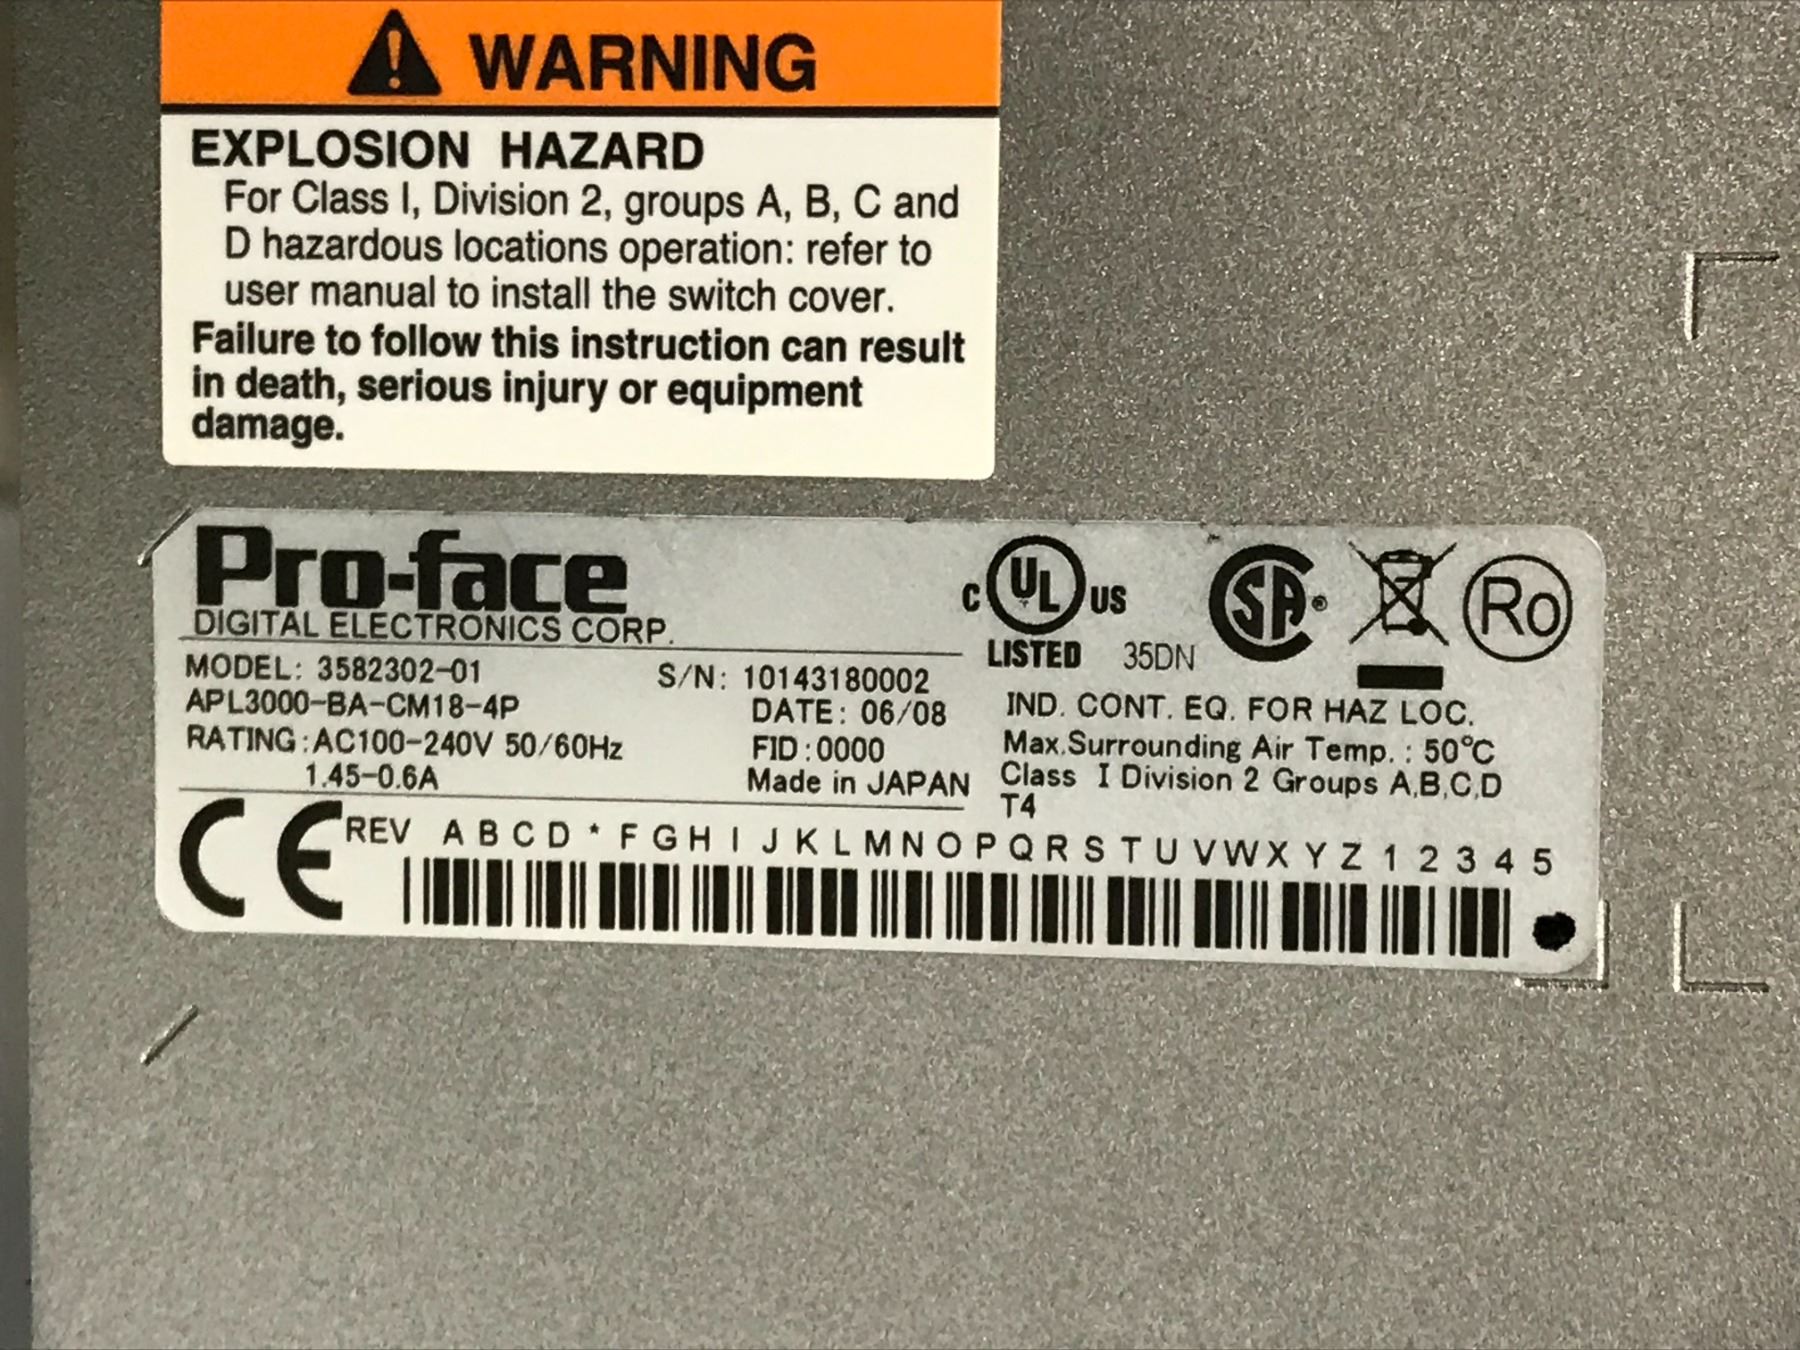 WARNING
EXPLOSION HAZARD
For Class I, Division 2, groups A, B, C and
D hazardous locations operation: refer to
user manual to install the switch cover.
Failure to follow this instruction can result
in death, serious injury or equipment
damage.
Pro-face
DIGITAL ELECTRONICS CORP.
MODEL: 3582302-01
APL3000-BA-CM18-4P
RATING:AC100-240V 50/60Hz
1.45-0.6A
S/N: 10143180002
DATE: 06/08
FID:0000
Made in JAPAN
C UL US
LISTED 35DN
SA®
Ro
IND. CONT. EQ. FOR HAZ LOC.
Max.Surrounding Air Temp.: 50°C
Class I Division 2 Groups A,B,C,D
T4
CE
REV A B C D * F G H I J K L M N O P Q R S T U V W X Y Z 1 2 3 4 5